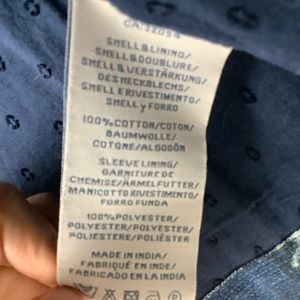 CA:32094
SHELL&LINING/
SHELL&DOUBLURE/
SHELL&VERSTÄRKUNG/
DES HECKBLECHS/
SHELL E RIVESTIMENTO/
SHELL y FORRO
100%COTTON/COTON/
BAUMWOLLE/
COTONE/ALGODÓN
SLEEVE LINING/
GARNITURE DE
CHEMISE/ÄRMELFUTTER/
MANICOTTO RIVESTIMENTO/
FORRO FUNDA
100%POLYESTER/
POLYESTER/POLYESTER/
POLIESTERE/POLIÉSTER
MADE IN INDIA/
FABRIQUÉ EN INDE/
FABRICADO EN LA INDIA